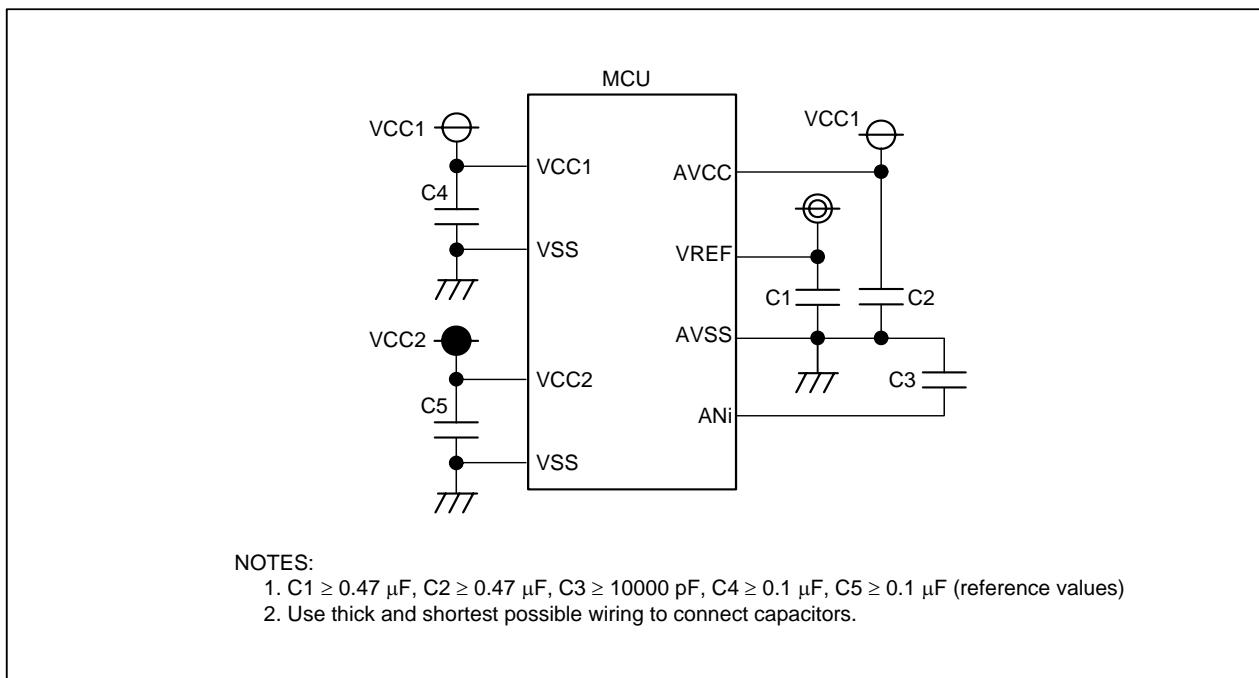 MCU
VCC1
VCC1
VCC1
AVCC
C4
VSS
VREF
C1
C2
VCC2
AVSS
VCC2
C3
C5
ANi
VSS
NOTES:
1. C1 ≥ 0.47 μF, C2 ≥ 0.47 μF, C3 ≥ 10000 pF, C4 ≥ 0.1 μF, C5 ≥ 0.1 μF (reference values)
2. Use thick and shortest possible wiring to connect capacitors.